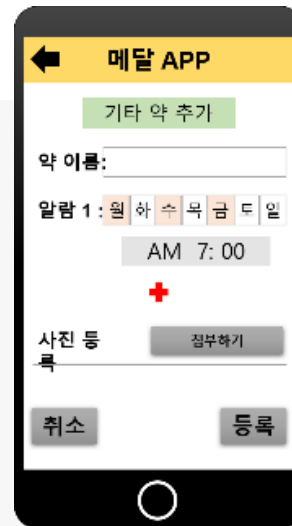 메달 APP
기타 약 추가
약 이름:
알람 1 : 월 화 수 목 금 토 일
AM 7: 00
사진 등
록
첨부하기
취소
등록